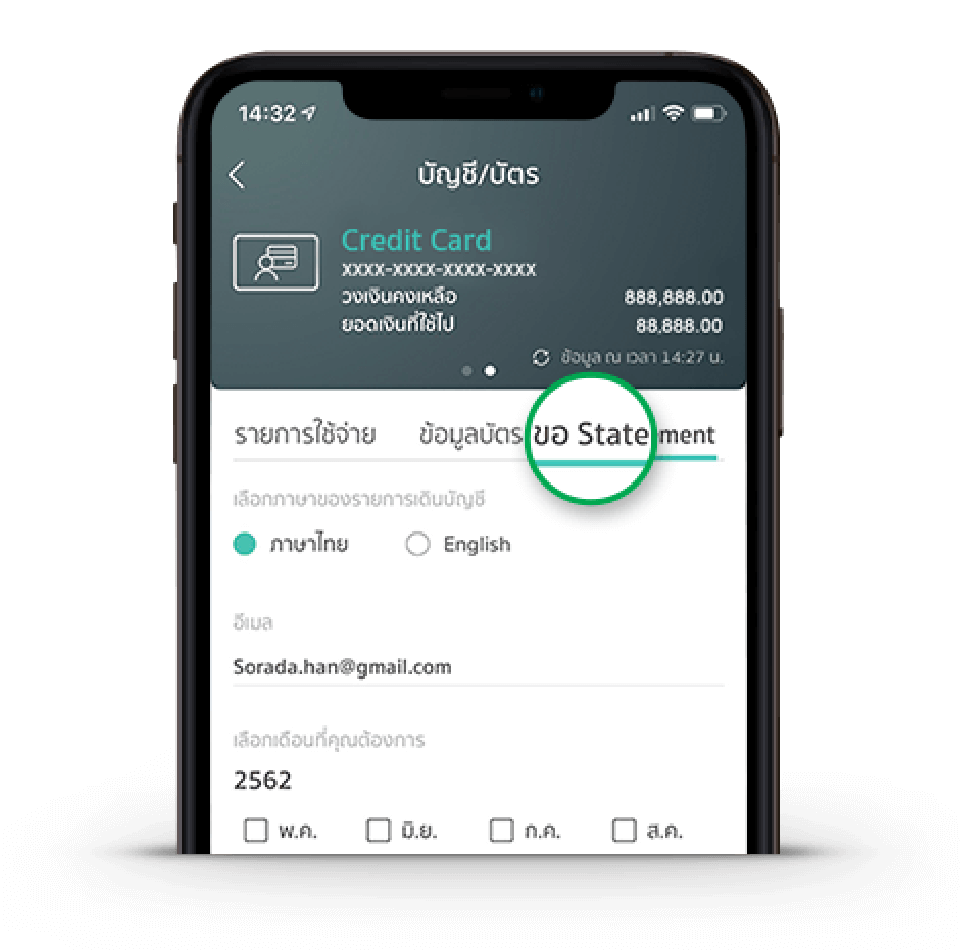 14:32
บัญชี/บัตร
Credit Card
xxxx-xxxx-xxxx-xxxx
วงเงินคงเหลือ 888,888.00
ยอดเงินที่ใช้ไป 88,888.00
ข้อมูล ณ เวลา 14:27 น.
รายการใช้จ่าย ข้อมูลบัตร ขอ Statement
เลือกภาษาของรายการเดินบัญชี
ภาษาไทย English
อีเมล
Sorada.han@gmail.com
เลือกเดือนที่คุณต้องการ
2562
พ.ค. มิ.ย. ก.ค. ส.ค.